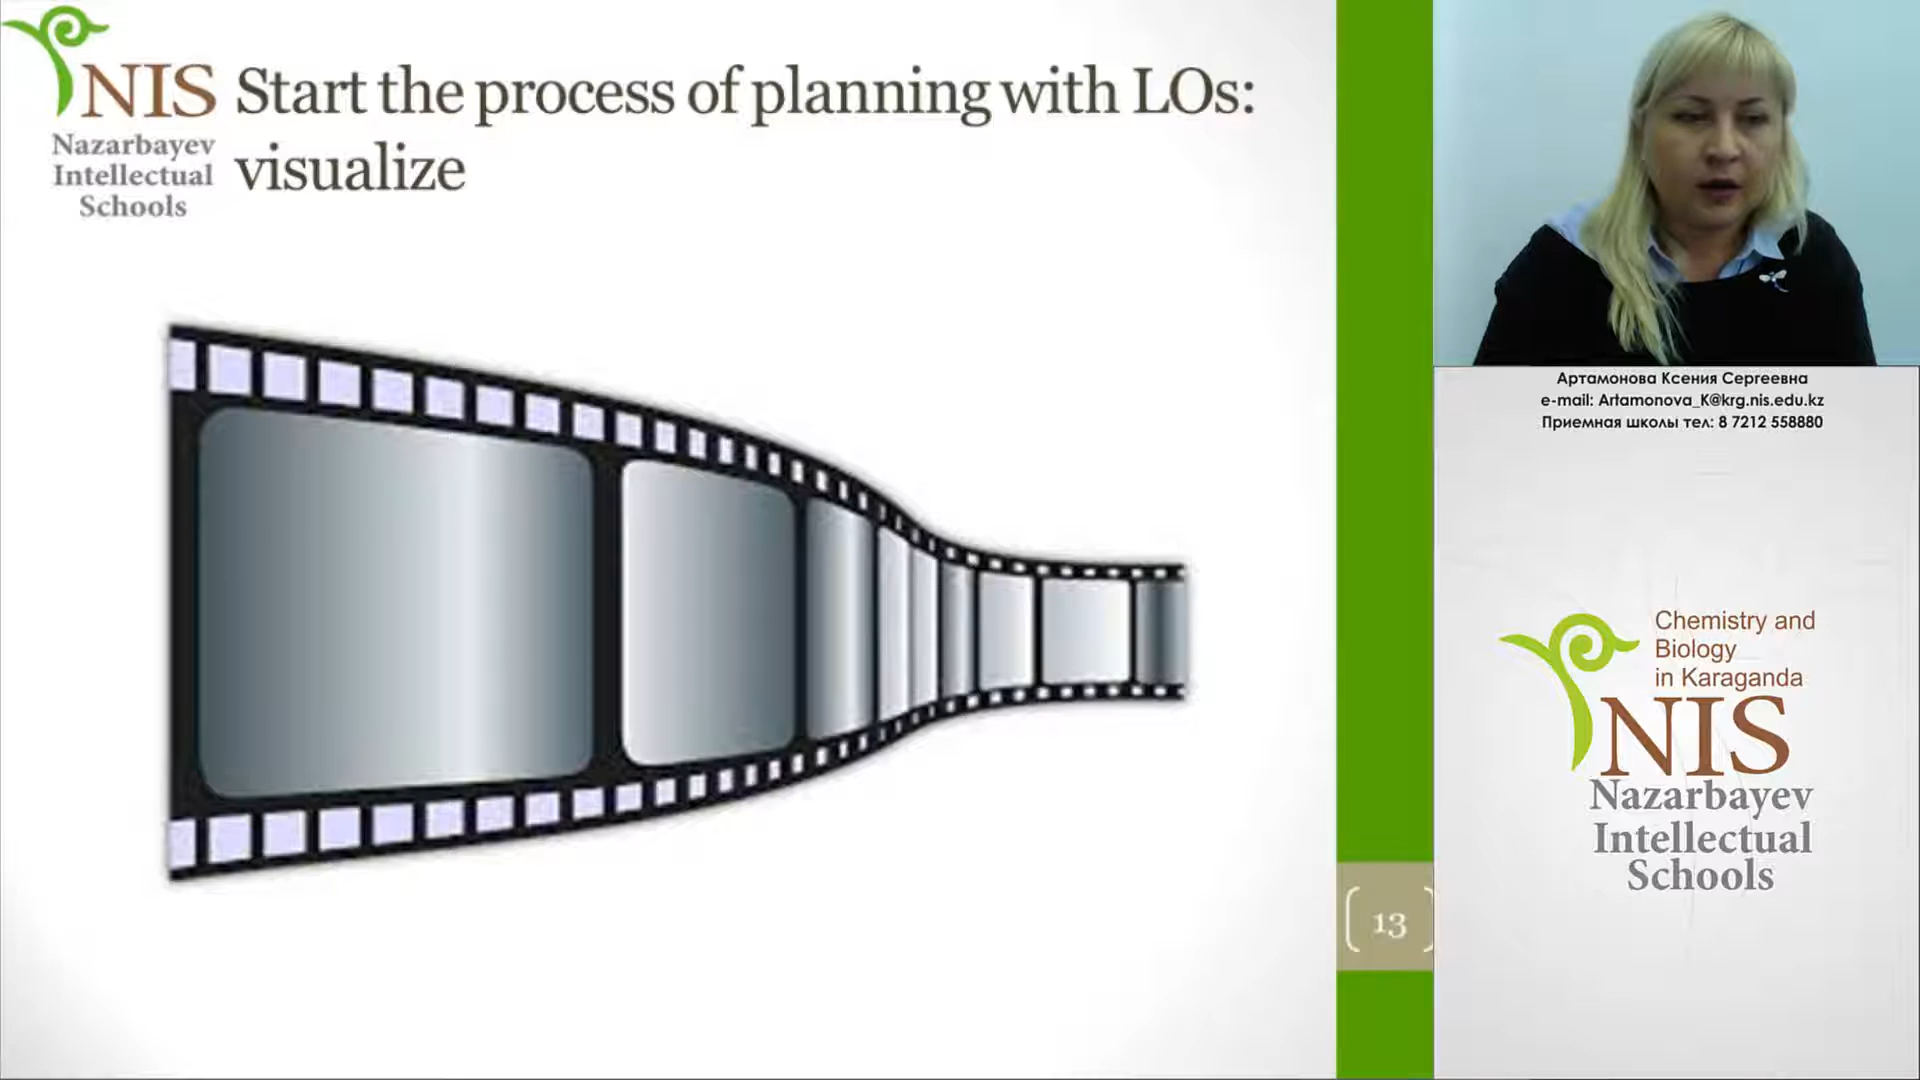 NIS
Nazarbayev
Intellectual
Schools
Start the process of planning with LOs:
visualize
13
Артамонова Ксения Сергеевна
e-mail: Artamonova_K@krg.nis.edu.kz
Приемная школы тел: 8 7212 558880
Chemistry and
Biology
in Karaganda
NIS
Nazarbayev
Intellectual
Schools